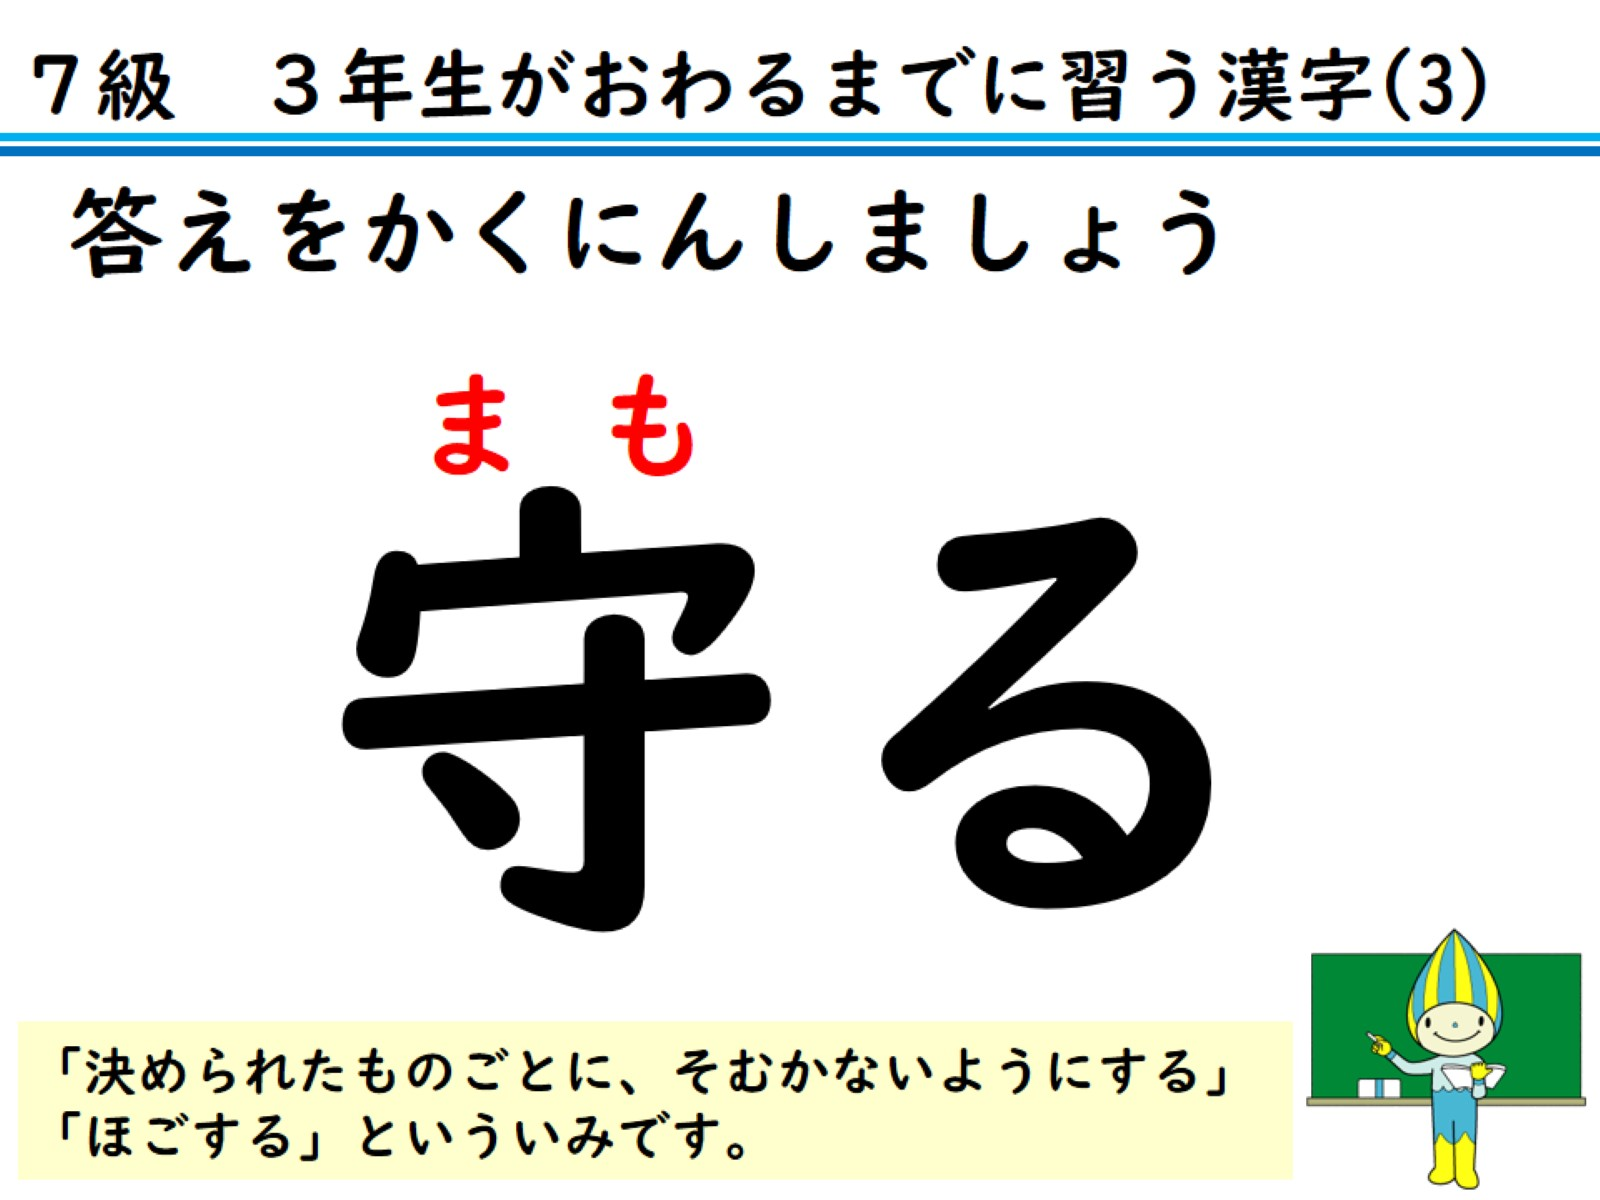 ７級　３年生がおわるまでに習う漢字(3)
答えをかくにんしましょう
まも
守る
「決められたものごとに、そむかないようにする」
「ほごする」といういみです。